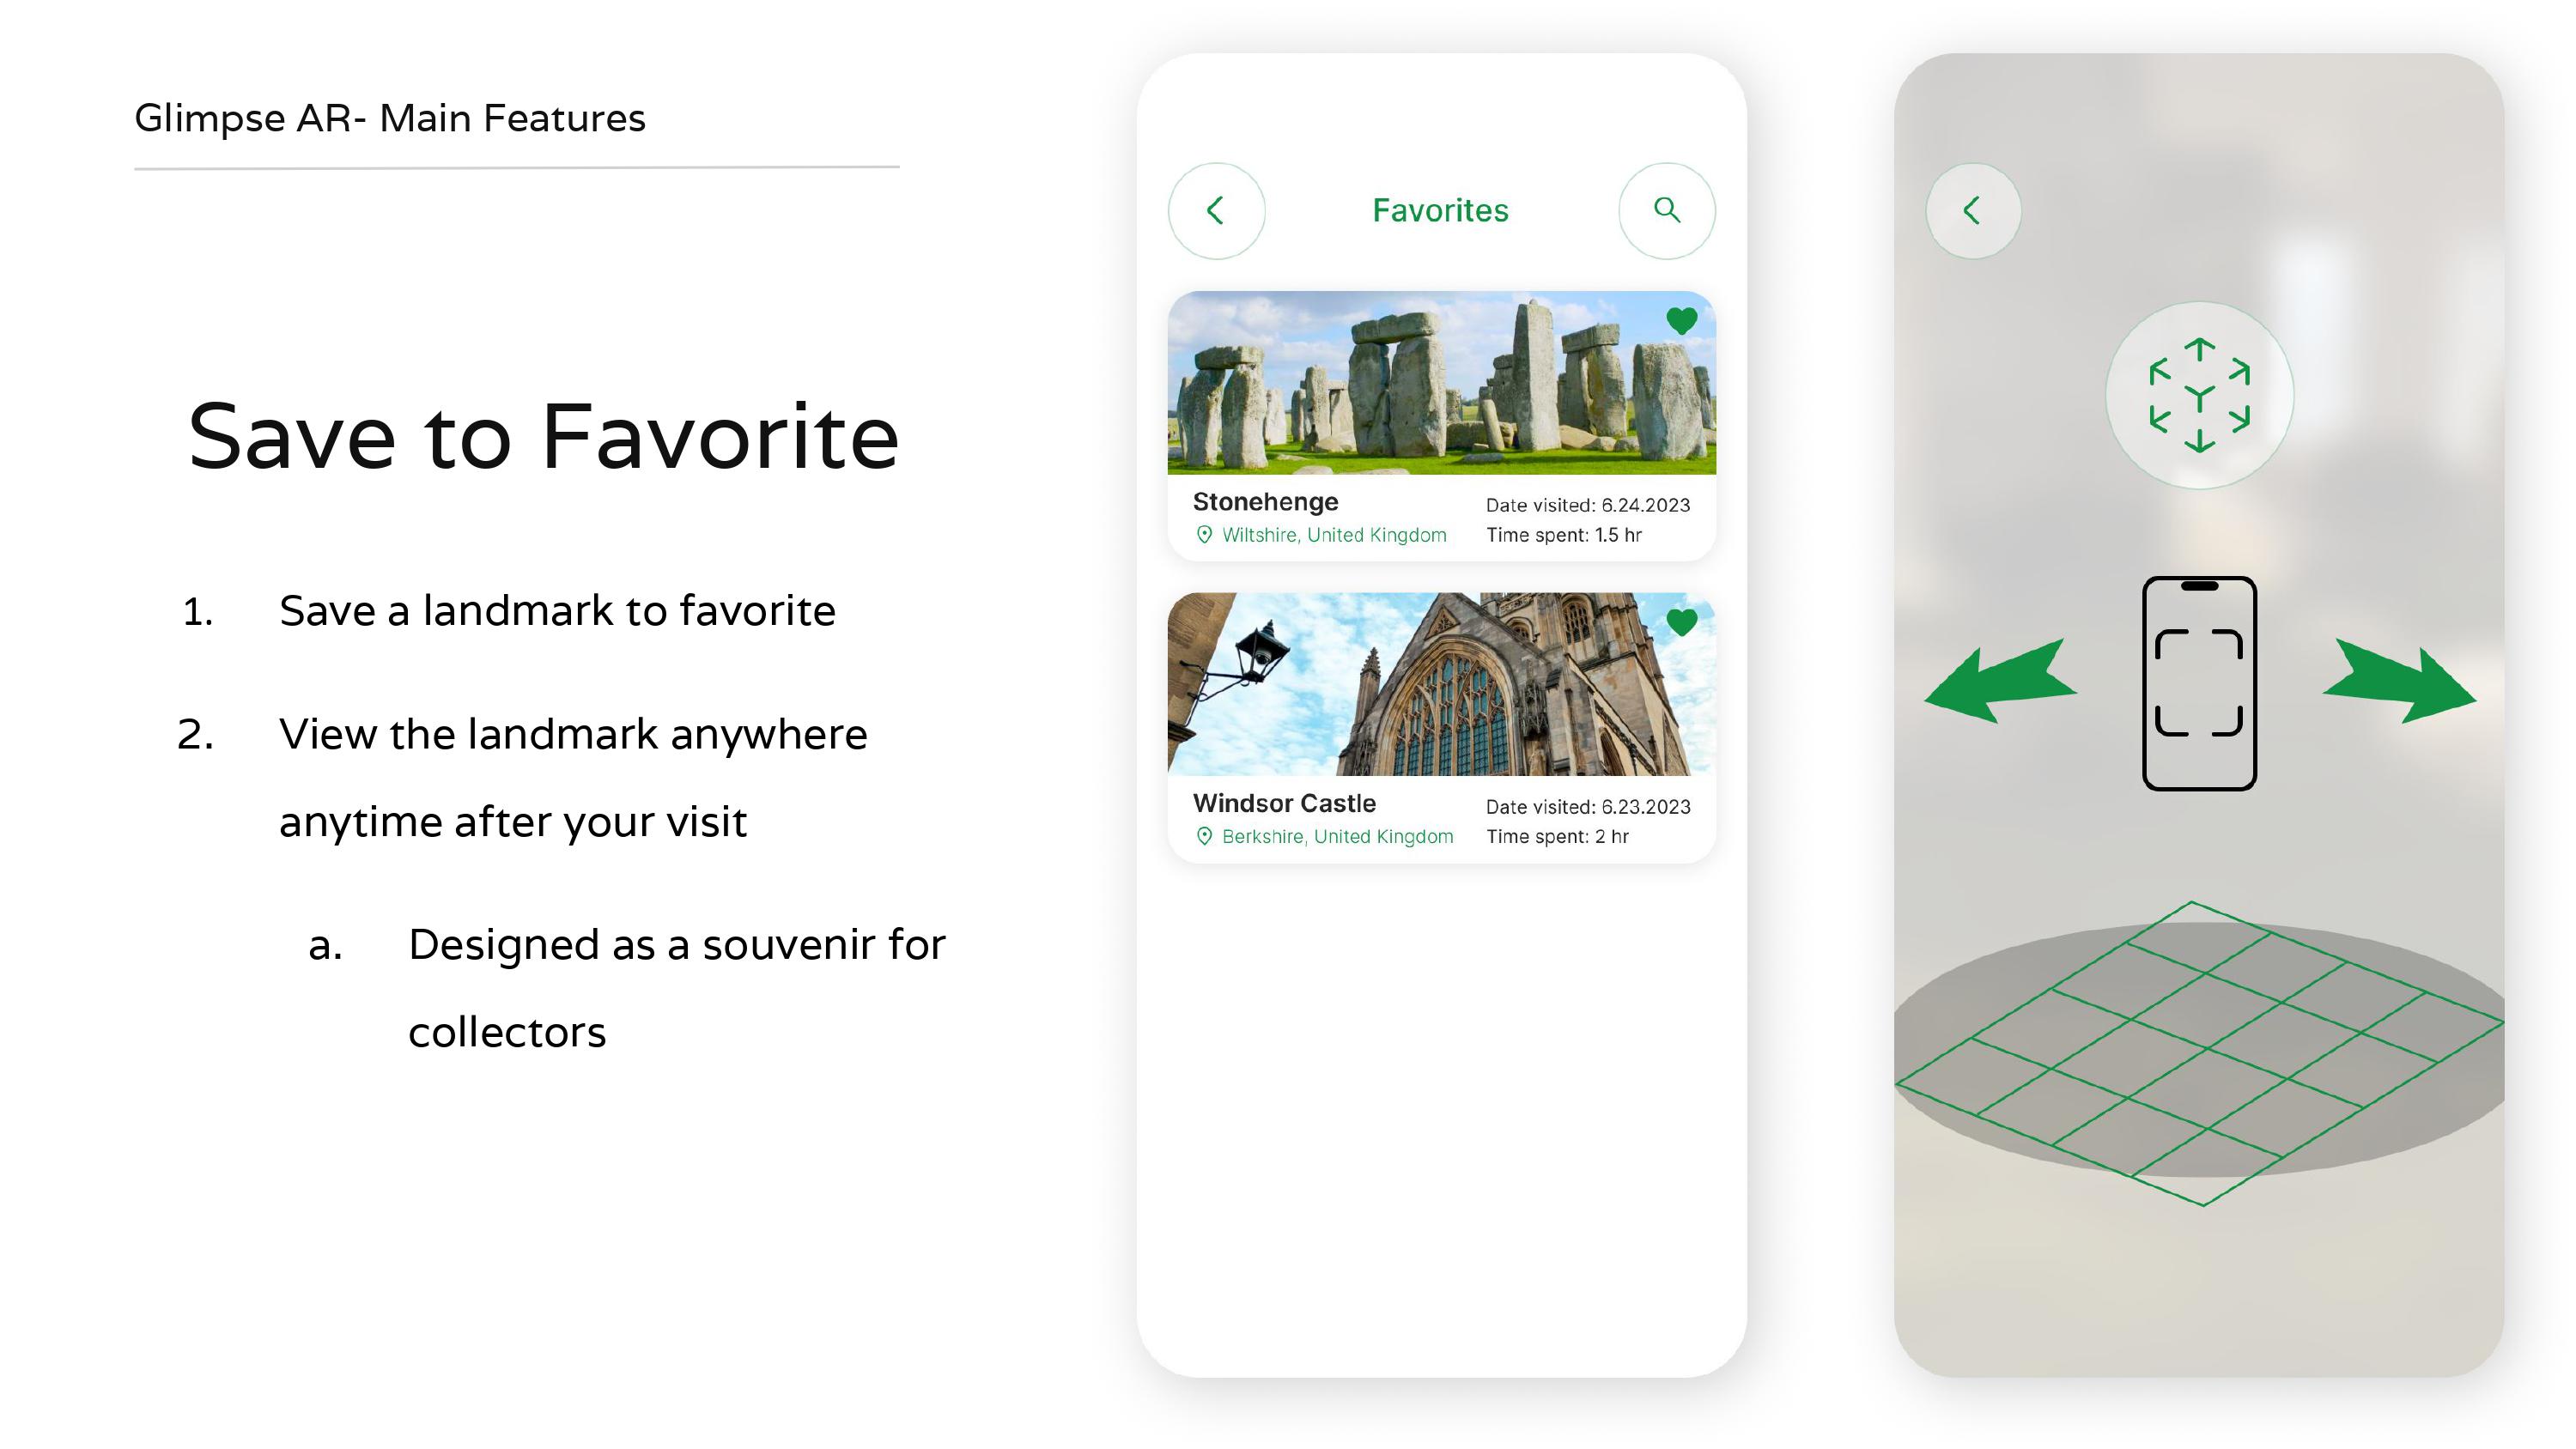 Glimpse AR- Main Features
Save to Favorite
1. Save a landmark to favorite
2. View the landmark anywhere
anytime after your visit
a. Designed as a souvenir for
collectors
Favorites
Stonehenge
Wiltshire, United Kingdom
Date visited: 6.24.2023
Time spent: 1.5 hr
Windsor Castle
Berkshire, United Kingdom
Date visited: 6.23.2023
Time spent: 2 hr